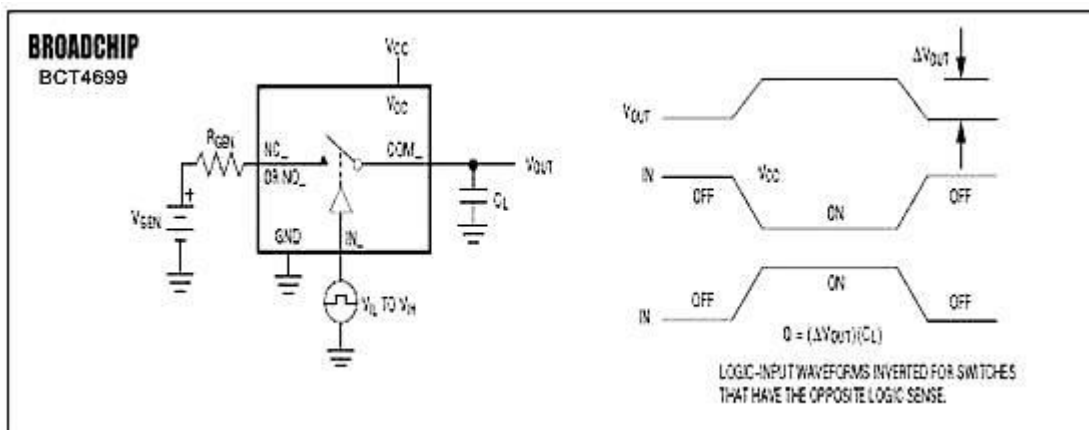 BROADCHIP
BCT4699
VCC
VCC
RGEN
NC_
OR NO_
COM_
VOUT
VGEN
+
CL
GND
IN_
VIL TO VIH
ΔVOUT
VOUT
IN
VCC
OFF
ON
OFF
IN
OFF
ON
OFF
Q = (ΔVOUT)(CL)
LOGIC-INPUT WAVEFORMS INVERTED FOR SWITCHES
THAT HAVE THE OPPOSITE LOGIC SENSE.